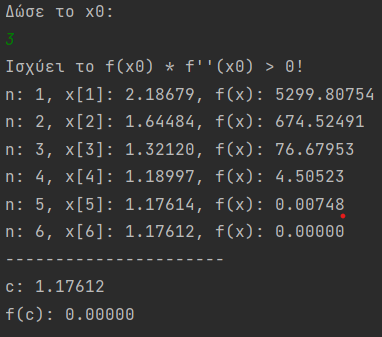 Δώσε το x0:
3
Ισχύει το f(x0) * f''(x0) > 0!
n: 1, x[1]: 2.18679, f(x): 5299.80754
n: 2, x[2]: 1.64484, f(x): 674.52491
n: 3, x[3]: 1.32120, f(x): 76.67953
n: 4, x[4]: 1.18997, f(x): 4.50523
n: 5, x[5]: 1.17614, f(x): 0.00748
n: 6, x[6]: 1.17612, f(x): 0.00000
----------------------
c: 1.17612
f(c): 0.00000